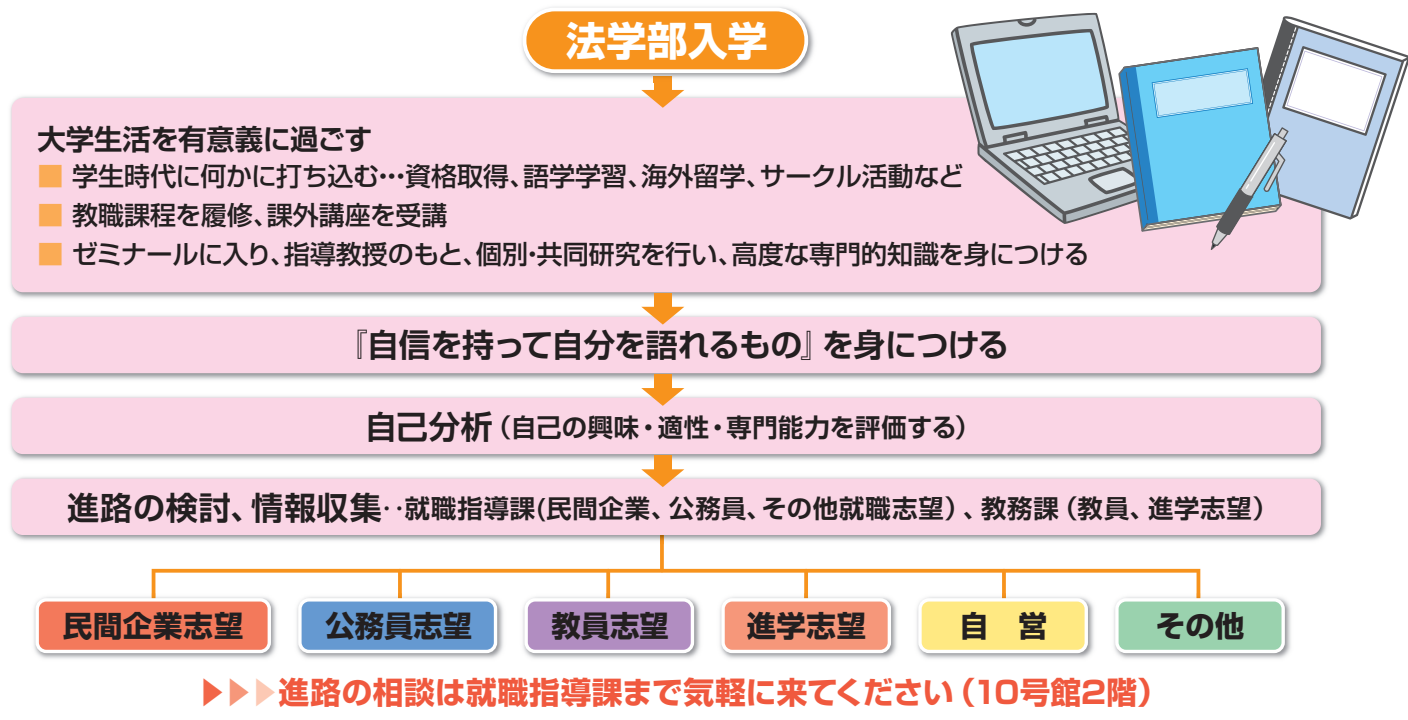 法学部入学
大学生活を有意義に過ごす
■ 学生時代に何かに打ち込む…資格取得、語学学習、海外留学、サークル活動など
■ 教職課程を履修、課外講座を受講
■ ゼミナールに入り、指導教授のもと、個別・共同研究を行い、高度な専門的知識を身につける
『自信を持って自分を語れるもの』を身につける
自己分析（自己の興味・適性・専門能力を評価する）
進路の検討、情報収集‥就職指導課(民間企業、公務員、その他就職志望）、教務課（教員、進学志望）
民間企業志望 公務員志望 教員志望 進学志望 自　営 その他
▶▶▶進路の相談は就職指導課まで気軽に来てください（10号館2階）